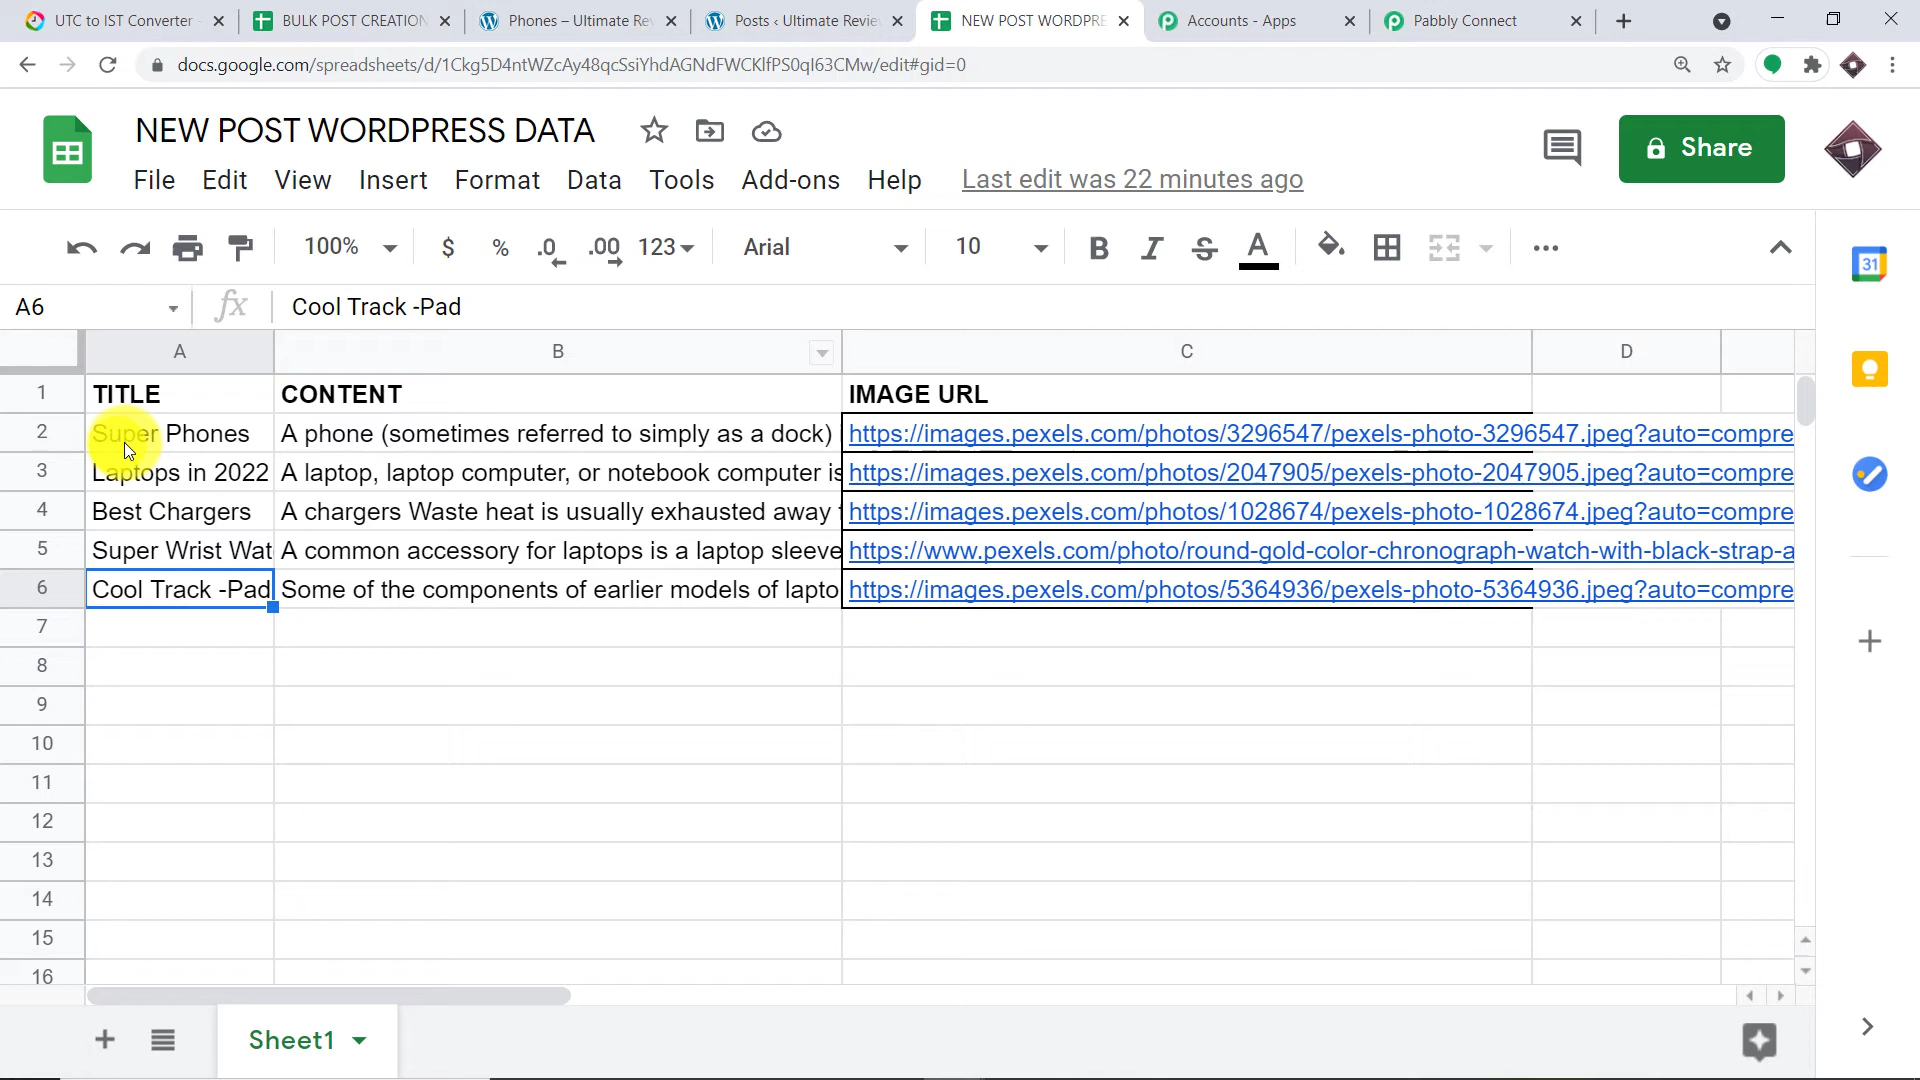 UTC to IST Converter - BULK POST CREATION Phones – Ultimate Re Posts ‹ Ultimate Revie NEW POST WORDPRE Accounts - Apps Pabbly Connect
docs.google.com/spreadsheets/d/1Ckg5D4ntWZcAy48qcSsiYhdAGNdFWCKlfPS0ql63CMw/edit#gid=0
NEW POST WORDPRESS DATA
Share
File Edit View Insert Format Data Tools Add-ons Help Last edit was 22 minutes ago
100% $ % .0 .00 123 Arial 10 B I S A
31
A6 fx Cool Track -Pad
A B C D
1 TITLE CONTENT IMAGE URL
2 Super Phones A phone (sometimes referred to simply as a dock) https://images.pexels.com/photos/3296547/pexels-photo-3296547.jpeg?auto=compre
3 Laptops in 2022 A laptop, laptop computer, or notebook computer is https://images.pexels.com/photos/2047905/pexels-photo-2047905.jpeg?auto=compre
4 Best Chargers A chargers Waste heat is usually exhausted away https://images.pexels.com/photos/1028674/pexels-photo-1028674.jpeg?auto=compre
5 Super Wrist Wat A common accessory for laptops is a laptop sleeve https://www.pexels.com/photo/round-gold-color-chronograph-watch-with-black-strap-a
6 Cool Track -Pad Some of the components of earlier models of lapto https://images.pexels.com/photos/5364936/pexels-photo-5364936.jpeg?auto=compre
7
8
9
10
11
12
13
14
15
16
Sheet1